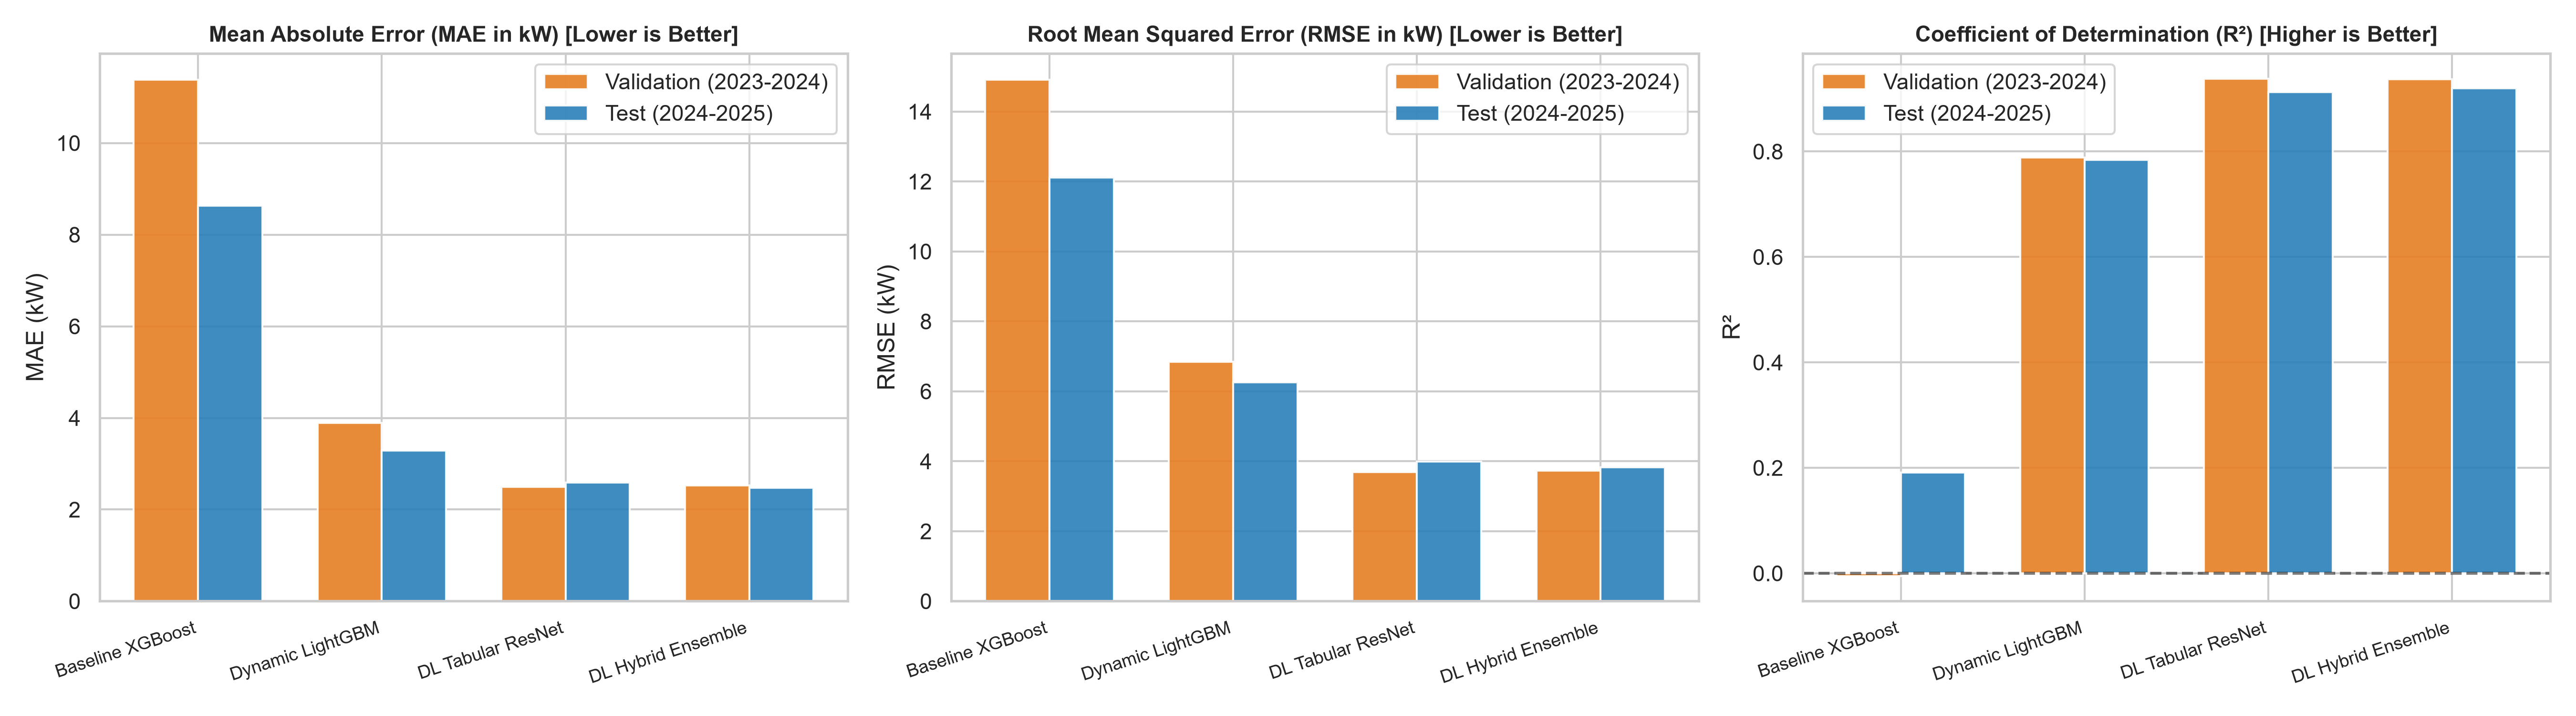 Mean Absolute Error (MAE in kW) [Lower is Better]
MAE (kW)
10
8
6
4
2
0
Validation (2023-2024)
Test (2024-2025)
Baseline XGBoost
Dynamic LightGBM
DL Tabular ResNet
DL Hybrid Ensemble
Root Mean Squared Error (RMSE in kW) [Lower is Better]
RMSE (kW)
14
12
10
8
6
4
2
0
Validation (2023-2024)
Test (2024-2025)
Baseline XGBoost
Dynamic LightGBM
DL Tabular ResNet
DL Hybrid Ensemble
Coefficient of Determination (R²) [Higher is Better]
R²
0.8
0.6
0.4
0.2
0.0
Validation (2023-2024)
Test (2024-2025)
Baseline XGBoost
Dynamic LightGBM
DL Tabular ResNet
DL Hybrid Ensemble